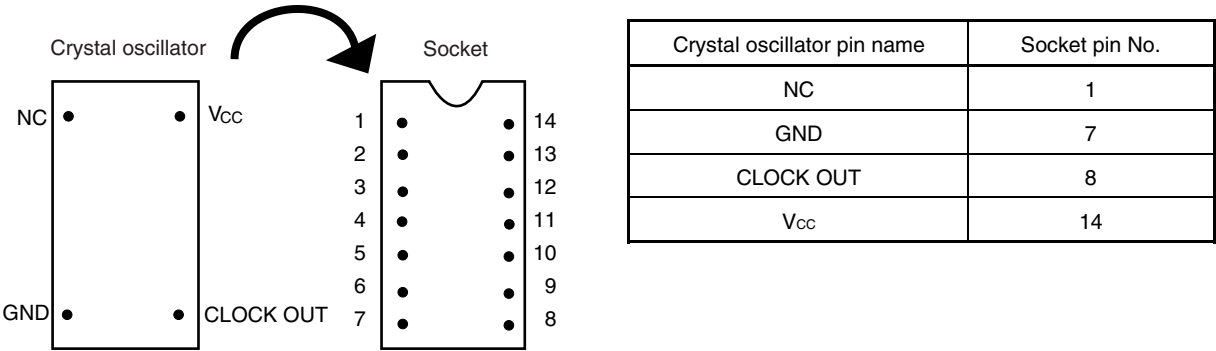 Crystal oscillator
Socket
NC
VCC
GND
CLOCK OUT
1 14
2 13
3 12
4 11
5 10
6 9
7 8
Crystal oscillator pin name Socket pin No.
NC 1
GND 7
CLOCK OUT 8
VCC 14